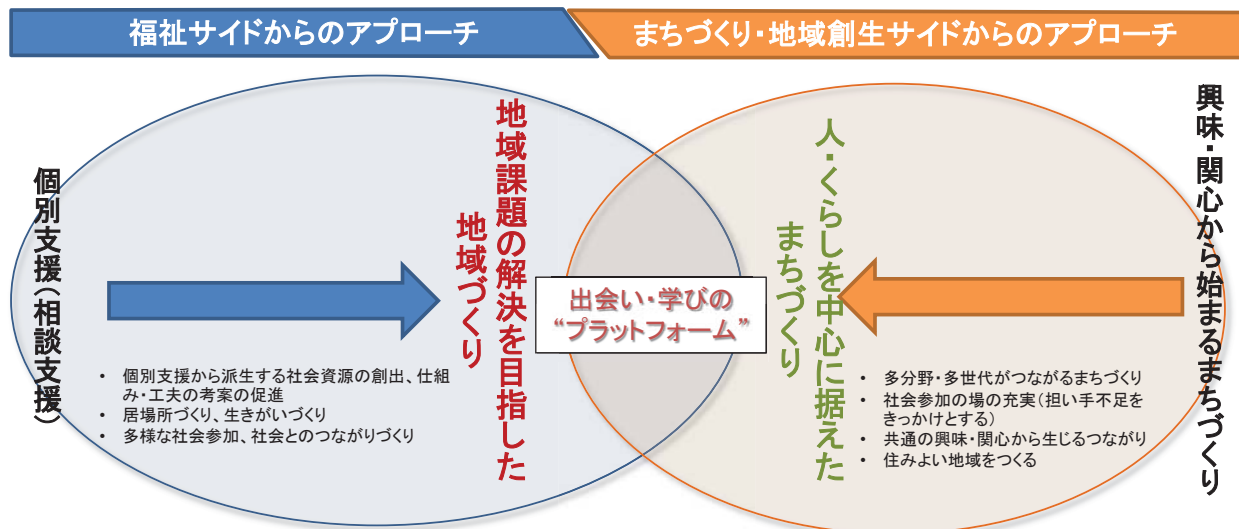 福祉サイドからのアプローチ
まちづくり・地域創生サイドからのアプローチ
個別支援(相談支援)
地域課題の解決を目指した
地域づくり
• 個別支援から派生する社会資源の創出、仕組
み・工夫の考案の促進
• 居場所づくり、生きがいづくり
• 多様な社会参加、社会とのつながりづくり
出会い・学びの
“プラットフォーム”
人・くらしを中心に据えた
まちづくり
• 多分野・多世代がつながるまちづくり
• 社会参加の場の充実(担い手不足を
きっかけとする)
• 共通の興味・関心から生じるつながり
• 住みよい地域をつくる
興味・関心から始まるまちづくり